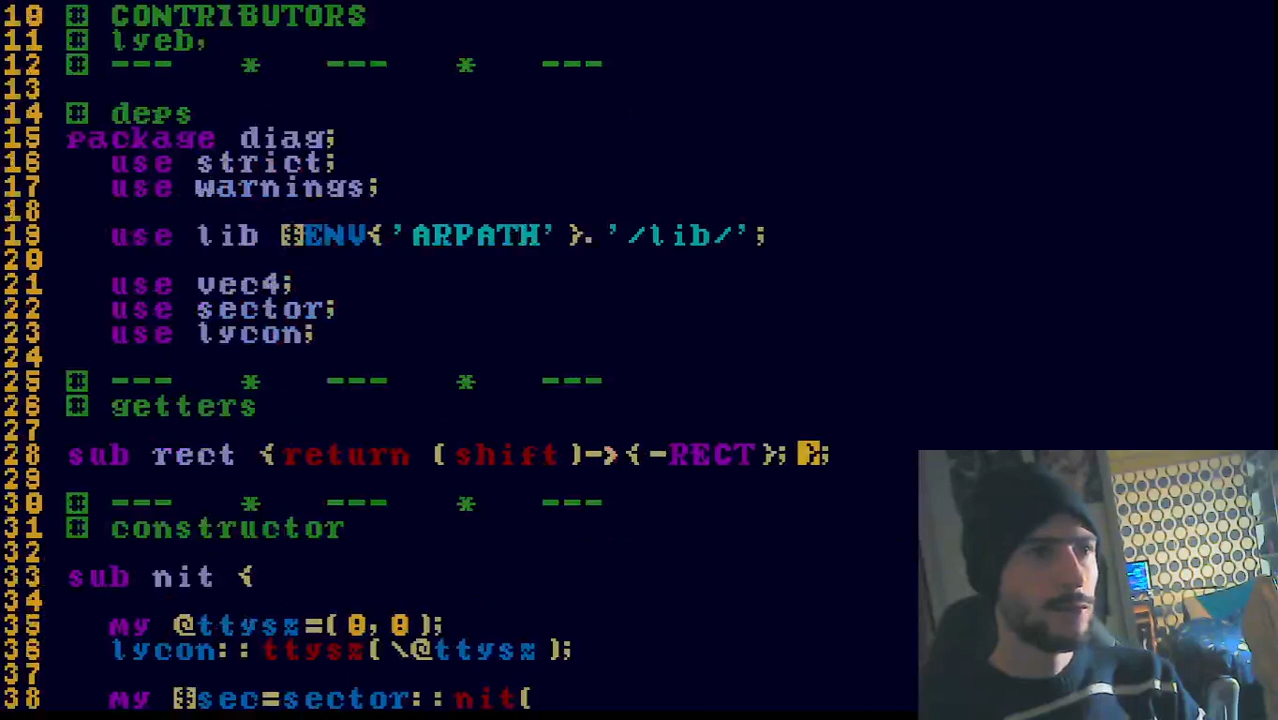 10 # CONTRIBUTORS
11 # lyeb,
12 # ---   *   ---   *   ---
13
14 # deps
15 package diag;
16   use strict;
17   use warnings;
18
19   use lib $ENV{'ARPATH'}.'/lib/';
20
21   use vec4;
22   use sector;
23   use lycon;
24
25 # ---   *   ---   *   ---
26 # getters
27
28 sub rect {return (shift)->{-RECT};};
29
30 # ---   *   ---   *   ---
31 # constructor
32
33 sub nit {
34
35   my @ttysz=(0,0);
36   lycon::ttysz(\@ttysz);
37
38   my $sec=sector::nit(